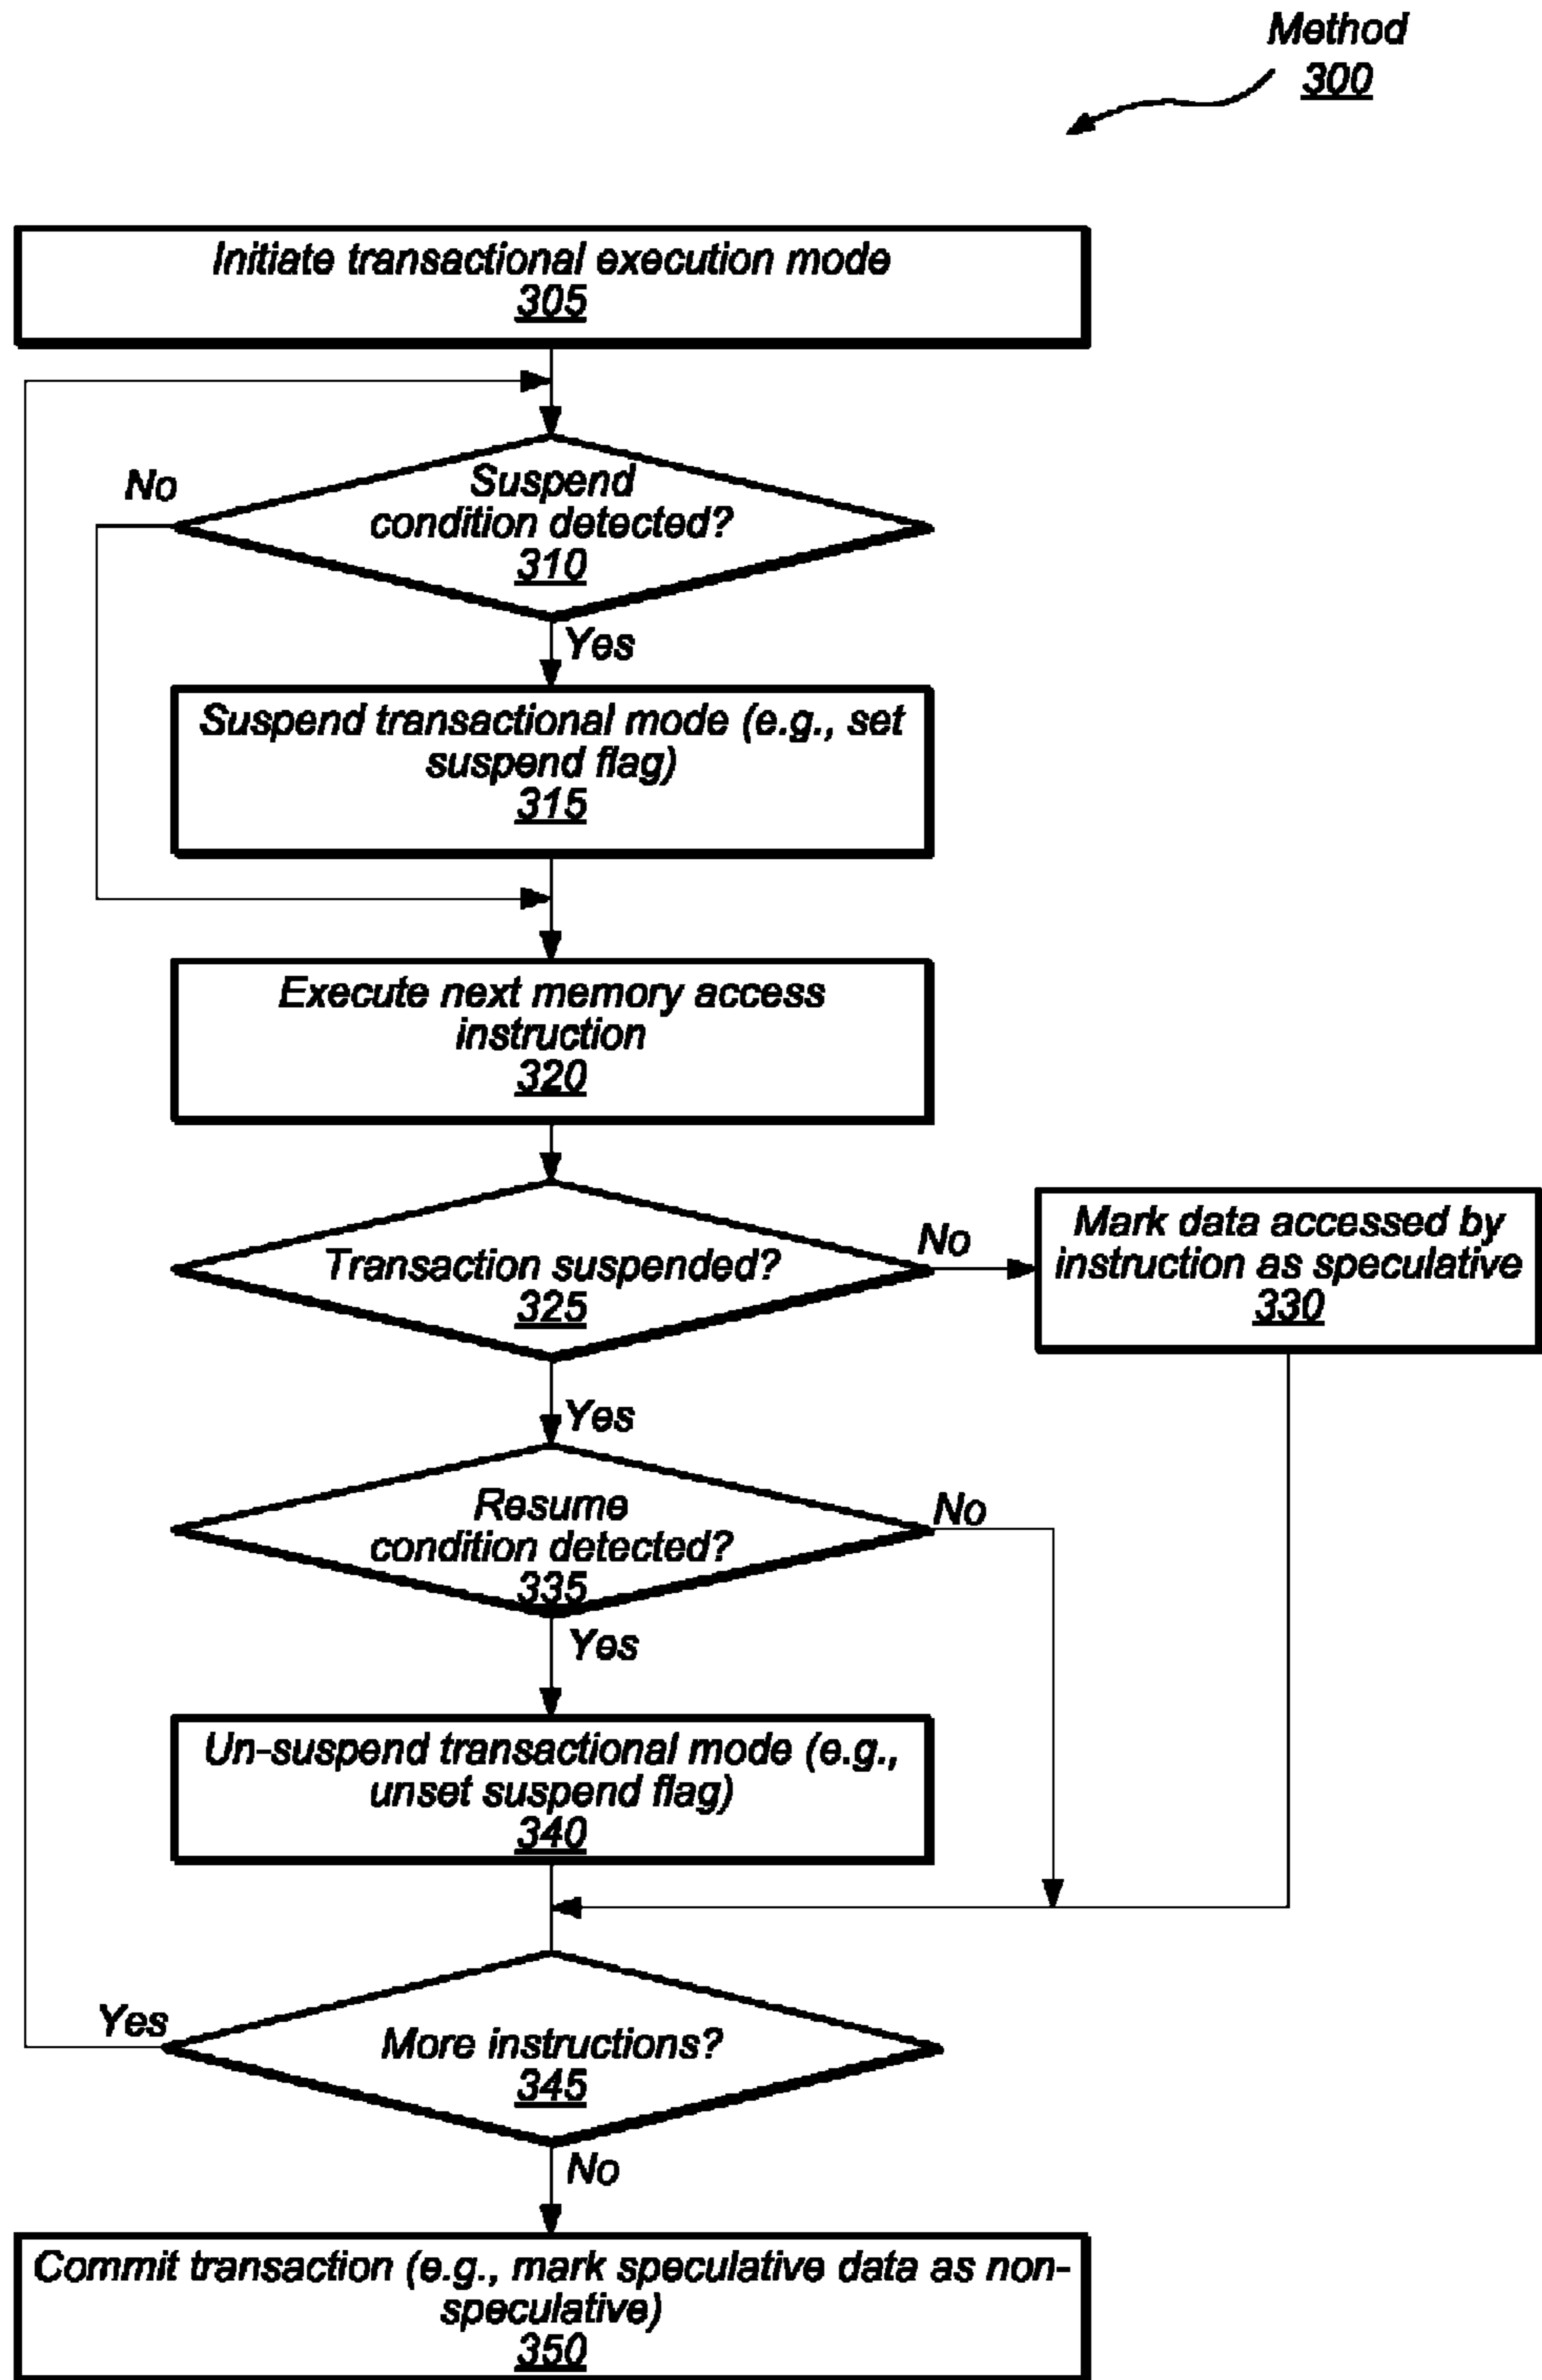 Method
300
Initiate transactional execution mode
305
No
Suspend
condition detected?
310
Yes
Suspend transactional mode (e.g., set
suspend flag)
315
Execute next memory access
instruction
320
Transaction suspended?
325
No
Mark data accessed by
instruction as speculative
330
Yes
Resume
condition detected?
335
No
Yes
Un-suspend transactional mode (e.g.,
unset suspend flag)
340
Yes
More instructions?
345
No
Commit transaction (e.g., mark speculative data as non-
speculative)
350